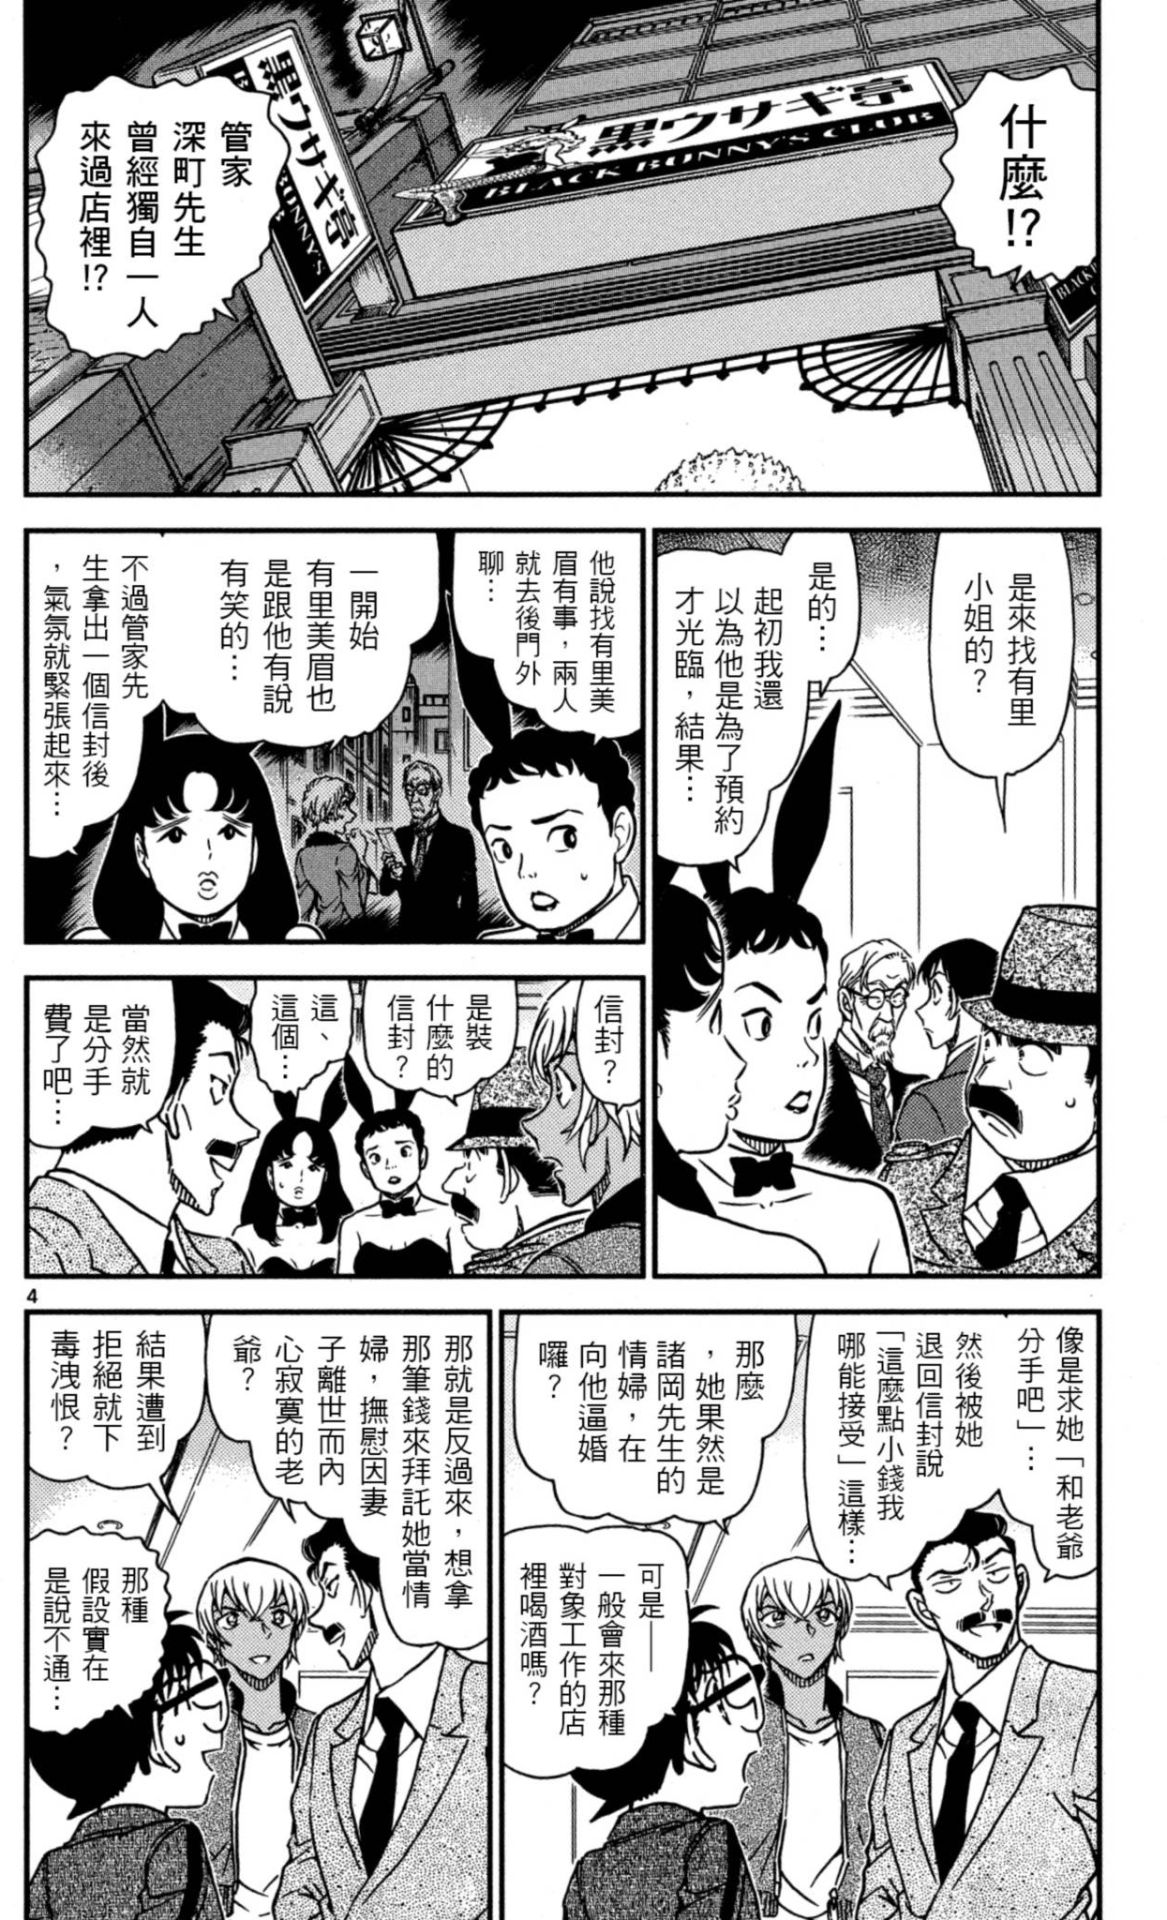 什麼!?
黒ウサギ亭
BLACK BUNNY'S CLUB
黒ウサギ亭
管家
深町先生
曾經獨自一人
來過店裡!?
是來找有里
小姐的?
是的…
起初我還
以為他是為了預約
才光臨,結果…
他說找有里美
眉有事,兩人
就去後門外
聊…
一開始
有里美眉也
是跟他有說
有笑的…
不過管家先
生拿出一個信封後
,氣氛就緊張起來…
信封?
是裝
什麼的
信封?
這、
這個…
當然就
是分手
費了吧…
4
像是求她「和老爺
分手吧」…
然後被她
退回信封說
「這麼點小錢我
哪能接受」這樣…
那麼
,她果然是
諸岡先生的
情婦,在
向他逼婚
囉?
可是——
一般會來那種
對象工作的店
裡喝酒嗎?
那就是反過來,想拿
那筆錢來拜託她當情
婦,撫慰因妻
子離世而內
心寂寞的老
爺?
結果遭到
拒絕就下
毒洩恨?
那種
假設實在
是說不通…